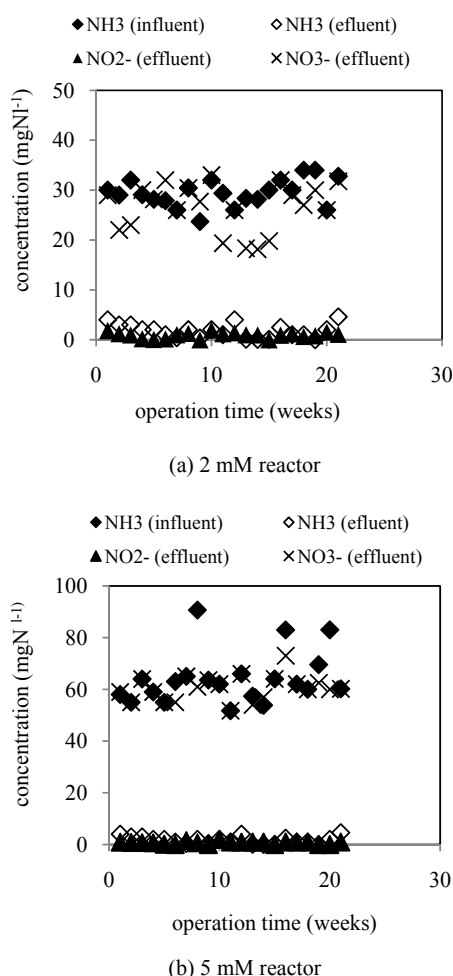 NH3 (influent) NH3 (efluent)
NO2- (effluent) NO3- (effluent)
50
40
30
20
10
0
0 10 20 30
concentration (mgNl-1)
operation time (weeks)
(a) 2 mM reactor
NH3 (influent) NH3 (efluent)
NO2- (effluent) NO3- (effluent)
100
80
60
40
20
0
0 10 20 30
concentration (mgN l-1)
operation time (weeks)
(b) 5 mM reactor